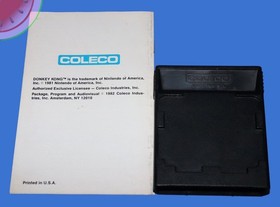 COLECO
DONKEY KONG™ is the trademark of Nintendo of America,
Inc. • 1981 Nintendo of America, Inc.
Authorized Exclusive Licensee — Coleco Industries, Inc.
Package, Program and Audiovisual • 1982 Coleco Indus-
tries, Inc. Amsterdam, NY 12010
Printed in U.S.A.